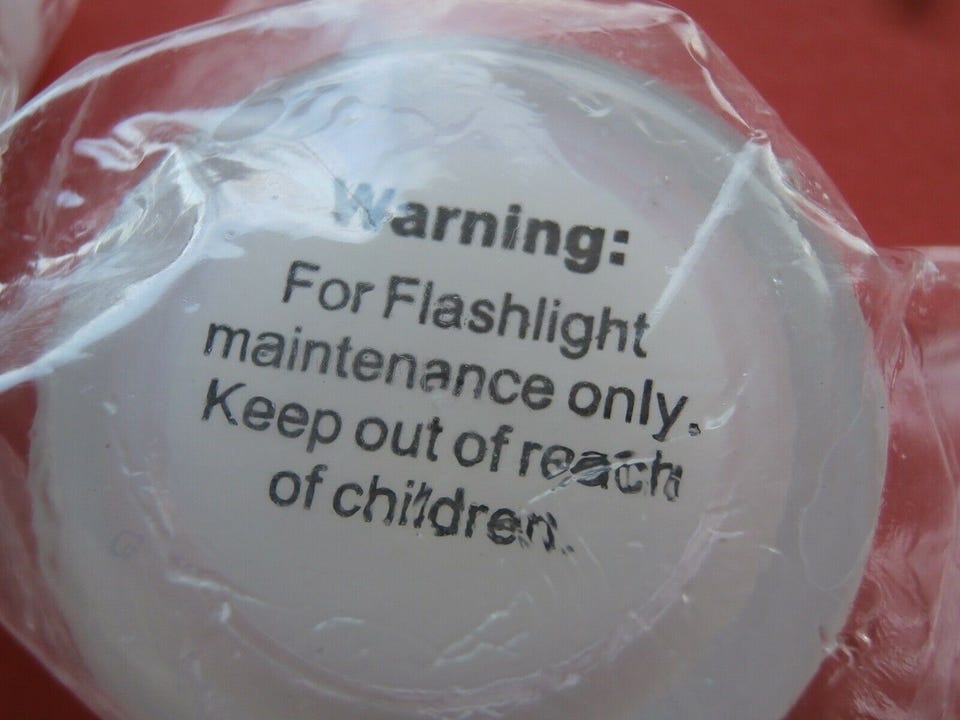 Warning:
For Flashlight
maintenance only.
Keep out of reach
of children.